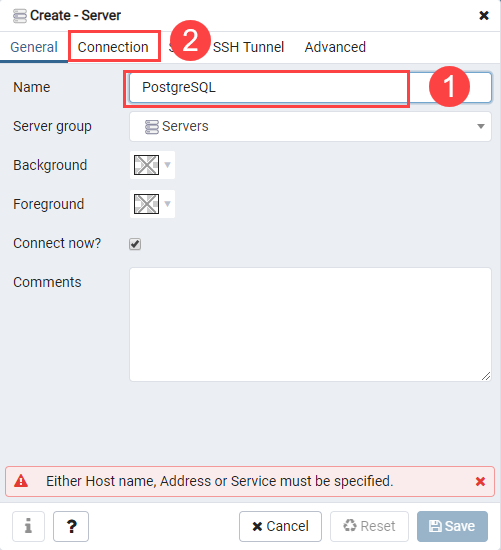 Create - Server
General Connection 2 SSH Tunnel Advanced
Name PostgreSQL 1
Server group Servers
Background
Foreground
Connect now?
Comments
Either Host name, Address or Service must be specified.
i ? Cancel Reset Save